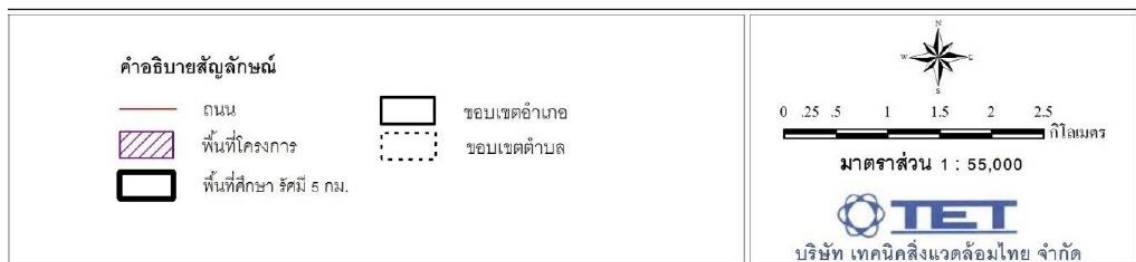 คำอธิบายสัญลักษณ์
ถนน
พื้นที่โครงการ
พื้นที่ศึกษา รัศมี 5 กม.
ขอบเขตอำเภอ
ขอบเขตตำบล
N
W E
S
0 .25 .5 1 1.5 2 2.5
กิโลเมตร
มาตราส่วน 1 : 55,000
TET
บริษัท เทคนิคสิ่งแวดล้อมไทย จำกัด